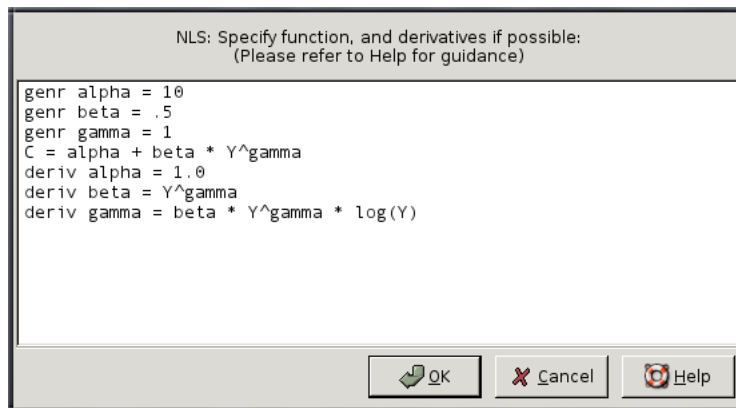 NLS: Specify function, and derivatives if possible:
(Please refer to Help for guidance)
genr alpha = 10
genr beta = .5
genr gamma = 1
C = alpha + beta * Y^gamma
deriv alpha = 1.0
deriv beta = Y^gamma
deriv gamma = beta * Y^gamma * log(Y)
OK Cancel Help